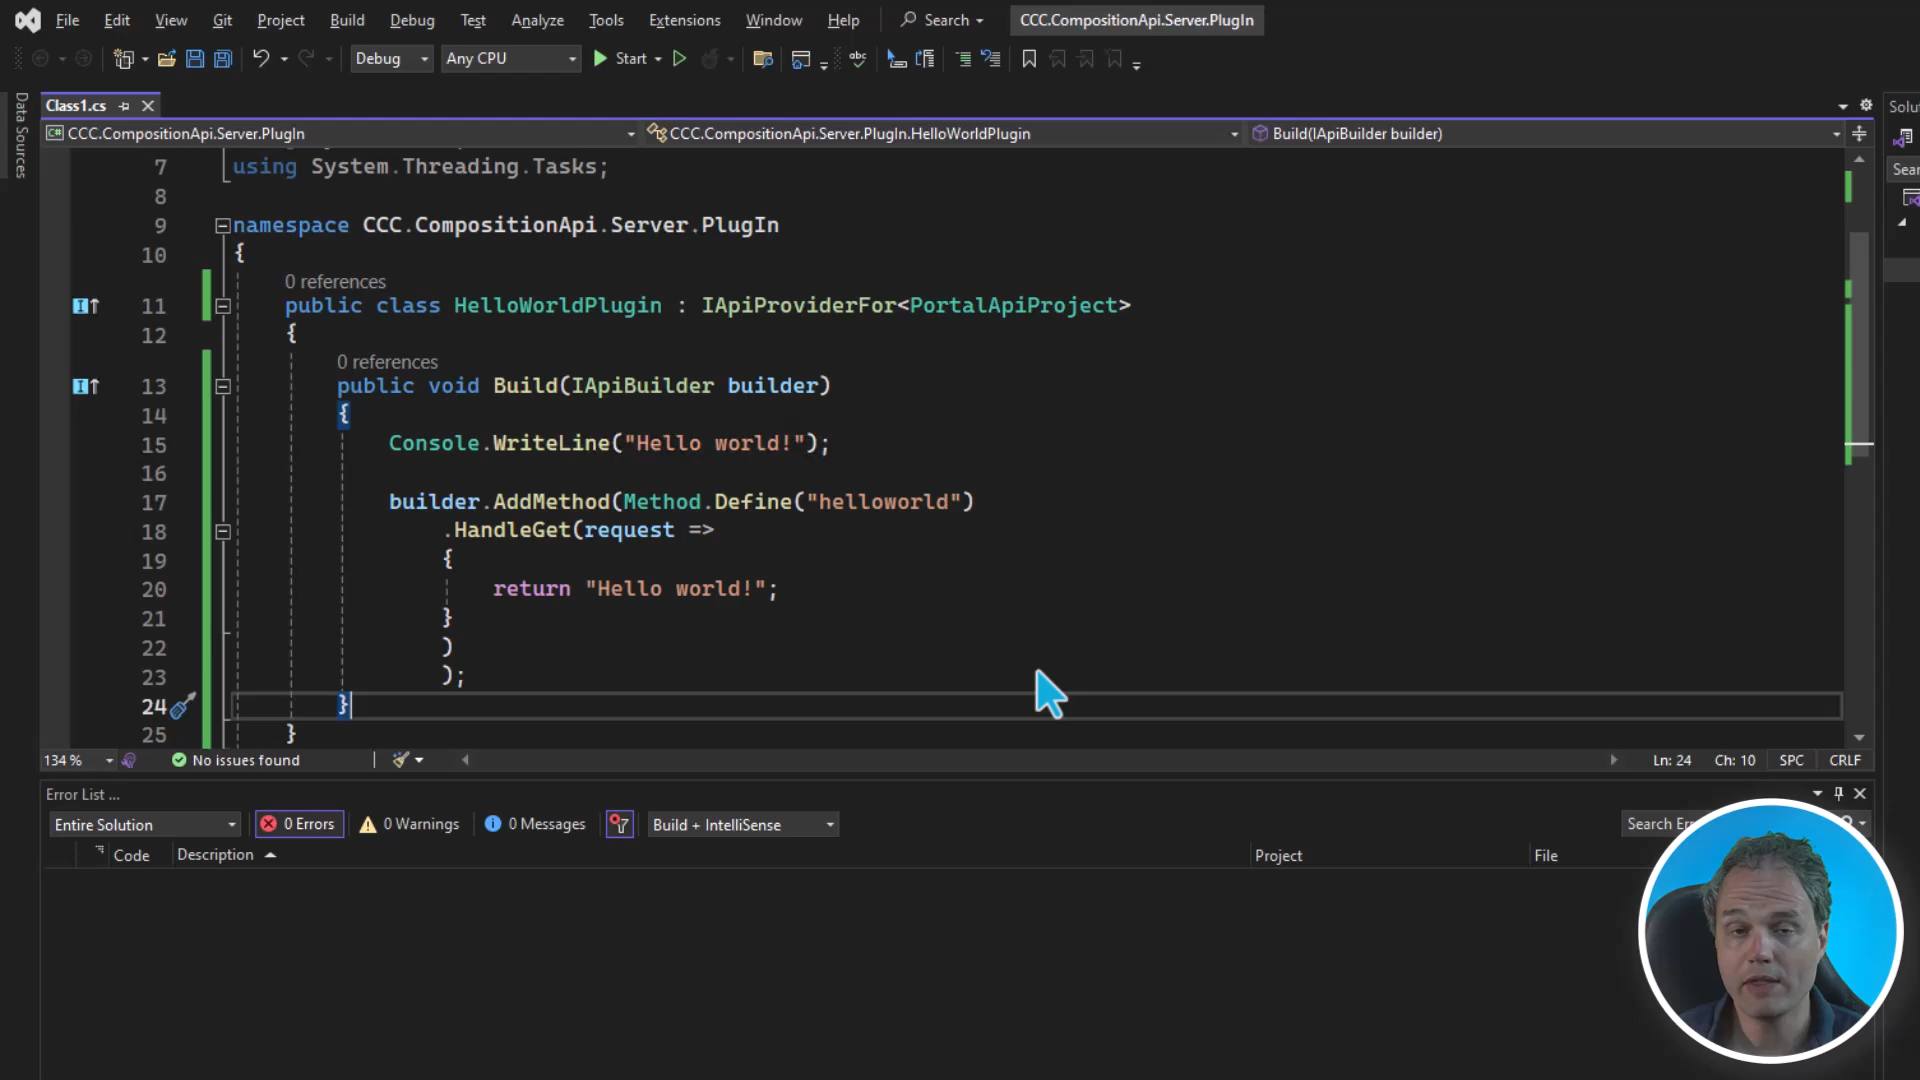 File Edit View Git Project Build Debug Test Analyze Tools Extensions Window Help Search CCC.CompositionApi.Server.PlugIn
Debug Any CPU Start
Data Sources
Class1.cs
Solu
CCC.CompositionApi.Server.PlugIn CCC.CompositionApi.Server.PlugIn.HelloWorldPlugin Build(IApiBuilder builder)
Sear
7 using System.Threading.Tasks;
8
9 namespace CCC.CompositionApi.Server.PlugIn
10 {
0 references
11 public class HelloWorldPlugin : IApiProviderFor<PortalApiProject>
12 {
0 references
13 public void Build(IApiBuilder builder)
14 {
15 Console.WriteLine("Hello world!");
16
17 builder.AddMethod(Method.Define("helloworld")
18 .HandleGet(request =>
19 {
20 return "Hello world!";
21 }
22 )
23 );
24 }
25 }
134 % No issues found Ln: 24 Ch: 10 SPC CRLF
Error List ...
Entire Solution 0 Errors 0 Warnings 0 Messages Build + IntelliSense Search Er
Code Description Project File